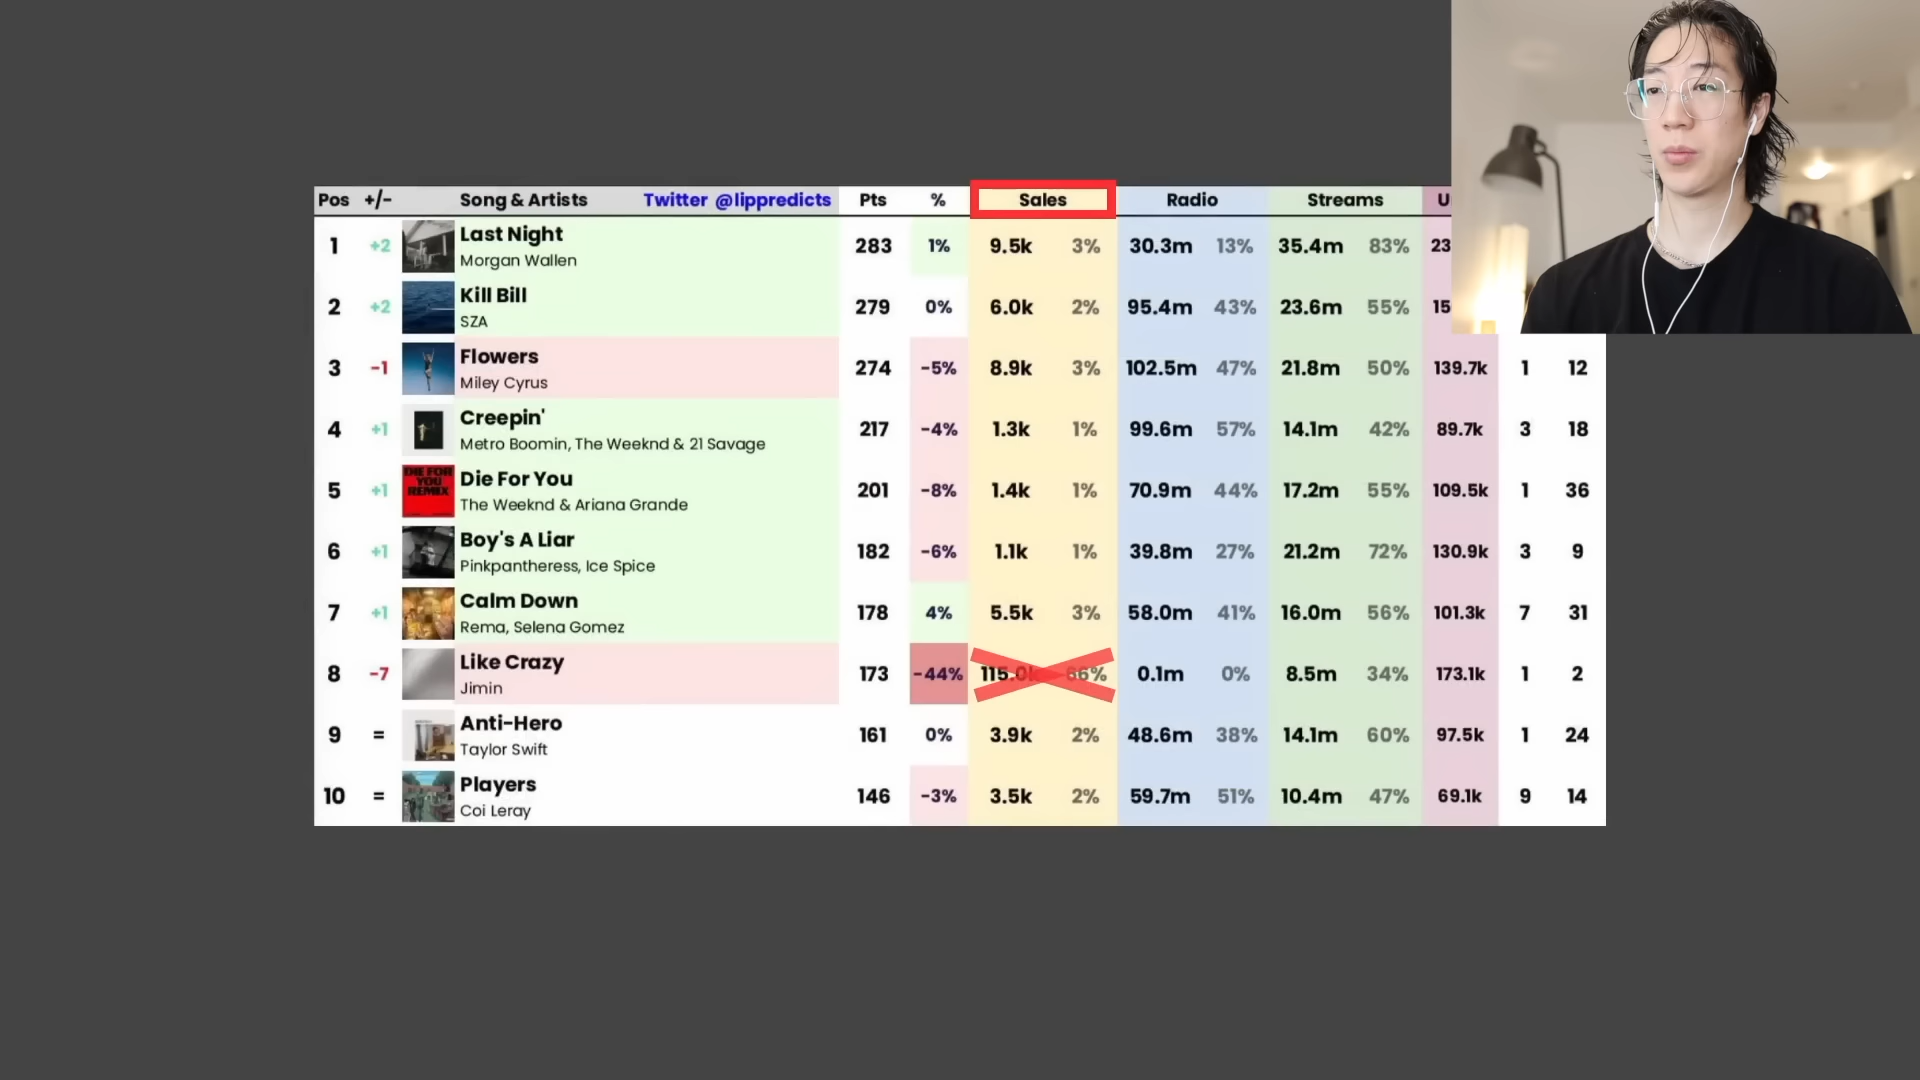 Pos +/- Song & Artists Twitter @lippredicts Pts % Sales Radio Streams U
1 +2 Last Night 283 1% 9.5k 3% 30.3m 13% 35.4m 83% 23
Morgan Wallen
2 +2 Kill Bill 279 0% 6.0k 2% 95.4m 43% 23.6m 55% 15
SZA
3 -1 Flowers 274 -5% 8.9k 3% 102.5m 47% 21.8m 50% 139.7k 1 12
Miley Cyrus
4 +1 Creepin' 217 -4% 1.3k 1% 99.6m 57% 14.1m 42% 89.7k 3 18
Metro Boomin, The Weeknd & 21 Savage
THE FOR
YOU
REMIX
5 +1 Die For You 201 -8% 1.4k 1% 70.9m 44% 17.2m 55% 109.5k 1 36
The Weeknd & Ariana Grande
6 +1 Boy's A Liar 182 -6% 1.1k 1% 39.8m 27% 21.2m 72% 130.9k 3 9
Pinkpantheress, Ice Spice
7 +1 Calm Down 178 4% 5.5k 3% 58.0m 41% 16.0m 56% 101.3k 7 31
Rema, Selena Gomez
8 -7 Like Crazy 173 -44% 115.0k 66% 0.1m 0% 8.5m 34% 173.1k 1 2
Jimin
9 = Anti-Hero 161 0% 3.9k 2% 48.6m 38% 14.1m 60% 97.5k 1 24
Taylor Swift
10 = Players 146 -3% 3.5k 2% 59.7m 51% 10.4m 47% 69.1k 9 14
Coi Leray